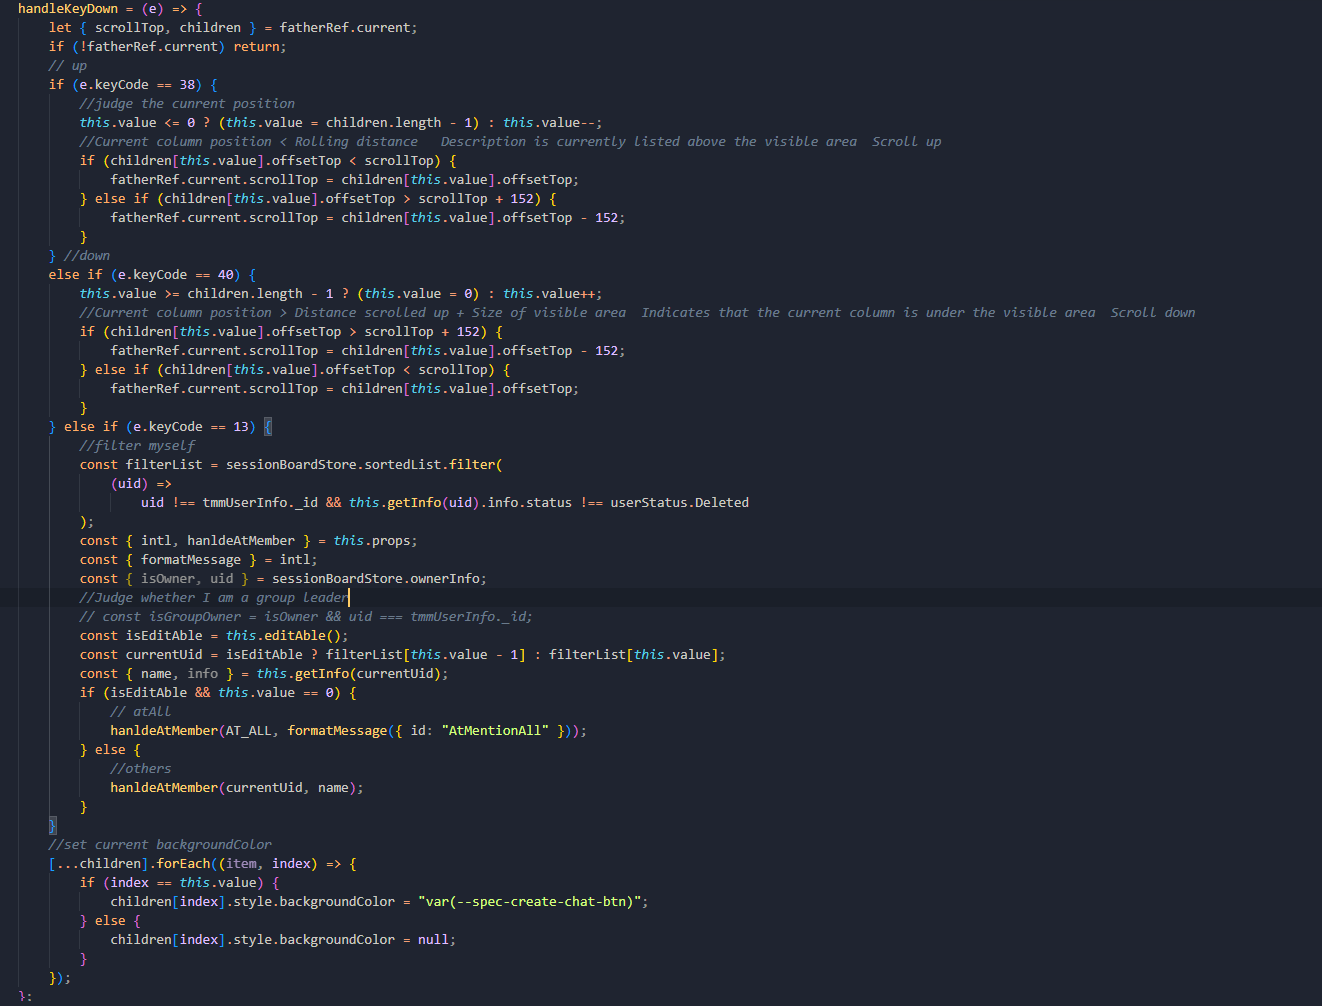 handleKeyDown = (e) => {
let { scrollTop, children } = fatherRef.current;
if (!fatherRef.current) return;
// up
if (e.keyCode == 38) {
//judge the cunrent position
this.value <= 0 ? (this.value = children.length - 1) : this.value--;
//Current column position < Rolling distance   Description is currently listed above the visible area  Scroll up
if (children[this.value].offsetTop < scrollTop) {
fatherRef.current.scrollTop = children[this.value].offsetTop;
} else if (children[this.value].offsetTop > scrollTop + 152) {
fatherRef.current.scrollTop = children[this.value].offsetTop - 152;
}
} //down
else if (e.keyCode == 40) {
this.value >= children.length - 1 ? (this.value = 0) : this.value++;
//Current column position > Distance scrolled up + Size of visible area  Indicates that the current column is under the visible area  Scroll down
if (children[this.value].offsetTop > scrollTop + 152) {
fatherRef.current.scrollTop = children[this.value].offsetTop - 152;
} else if (children[this.value].offsetTop < scrollTop) {
fatherRef.current.scrollTop = children[this.value].offsetTop;
}
} else if (e.keyCode == 13) {
//filter myself
const filterList = sessionBoardStore.sortedList.filter(
(uid) =>
uid !== tmmUserInfo._id && this.getInfo(uid).info.status !== userStatus.Deleted
);
const { intl, hanldeAtMember } = this.props;
const { formatMessage } = intl;
const { isOwner, uid } = sessionBoardStore.ownerInfo;
//Judge whether I am a group leader
// const isGroupOwner = isOwner && uid === tmmUserInfo._id;
const isEditAble = this.editAble();
const currentUid = isEditAble ? filterList[this.value - 1] : filterList[this.value];
const { name, info } = this.getInfo(currentUid);
if (isEditAble && this.value == 0) {
// atAll
hanldeAtMember(AT_ALL, formatMessage({ id: "AtMentionAll" }));
} else {
//others
hanldeAtMember(currentUid, name);
}
}
//set current backgroundColor
[...children].forEach((item, index) => {
if (index == this.value) {
children[index].style.backgroundColor = "var(--spec-create-chat-btn)";
} else {
children[index].style.backgroundColor = null;
}
});
};